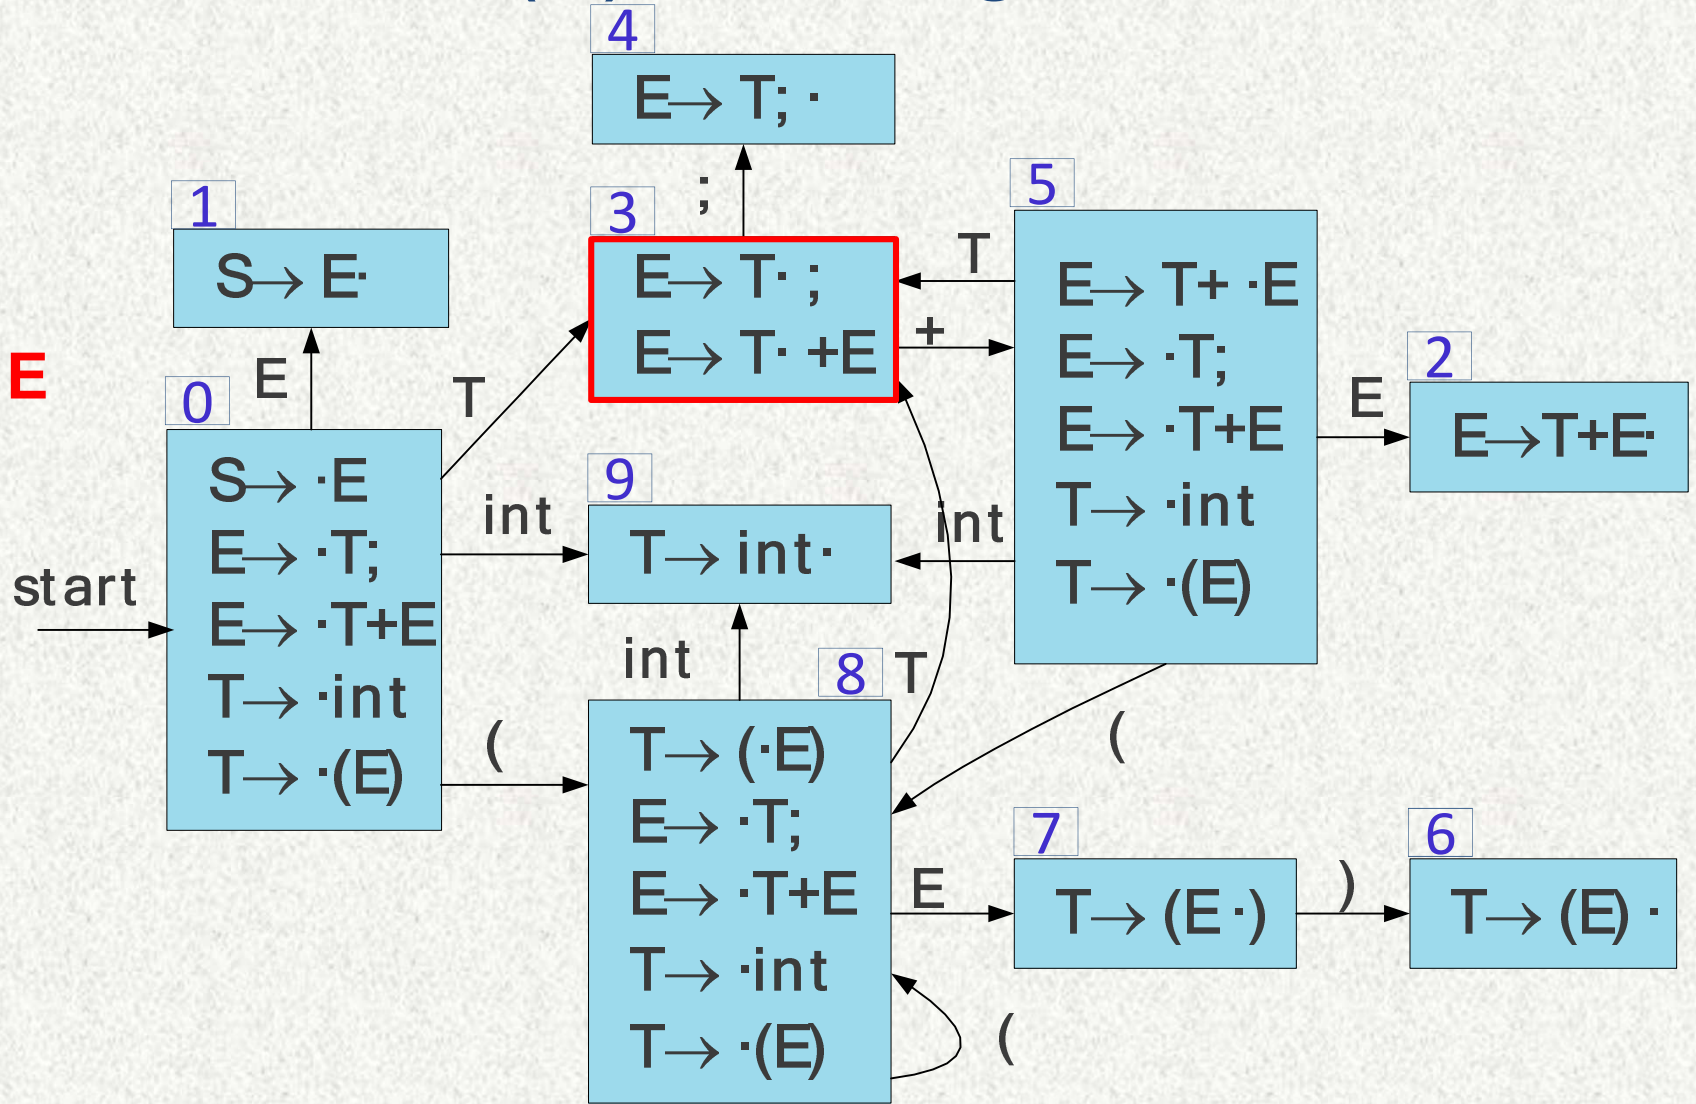 4
E→ T; ·
;
1
S→ E·
3
E→ T· ;
E→ T· +E
T
+
5
E→ T+ ·E
E→ ·T;
E→ ·T+E
T→ ·int
T→ ·(E)
E
2
E→T+E·
E
E
T
0
S→ ·E
E→ ·T;
E→ ·T+E
T→ ·int
T→ ·(E)
start
int
9
T→ int·
int
int
(
8
T
T→ (·E)
E→ ·T;
E→ ·T+E
T→ ·int
T→ ·(E)
(
E
7
T→ (E ·)
)
6
T→ (E) ·
(